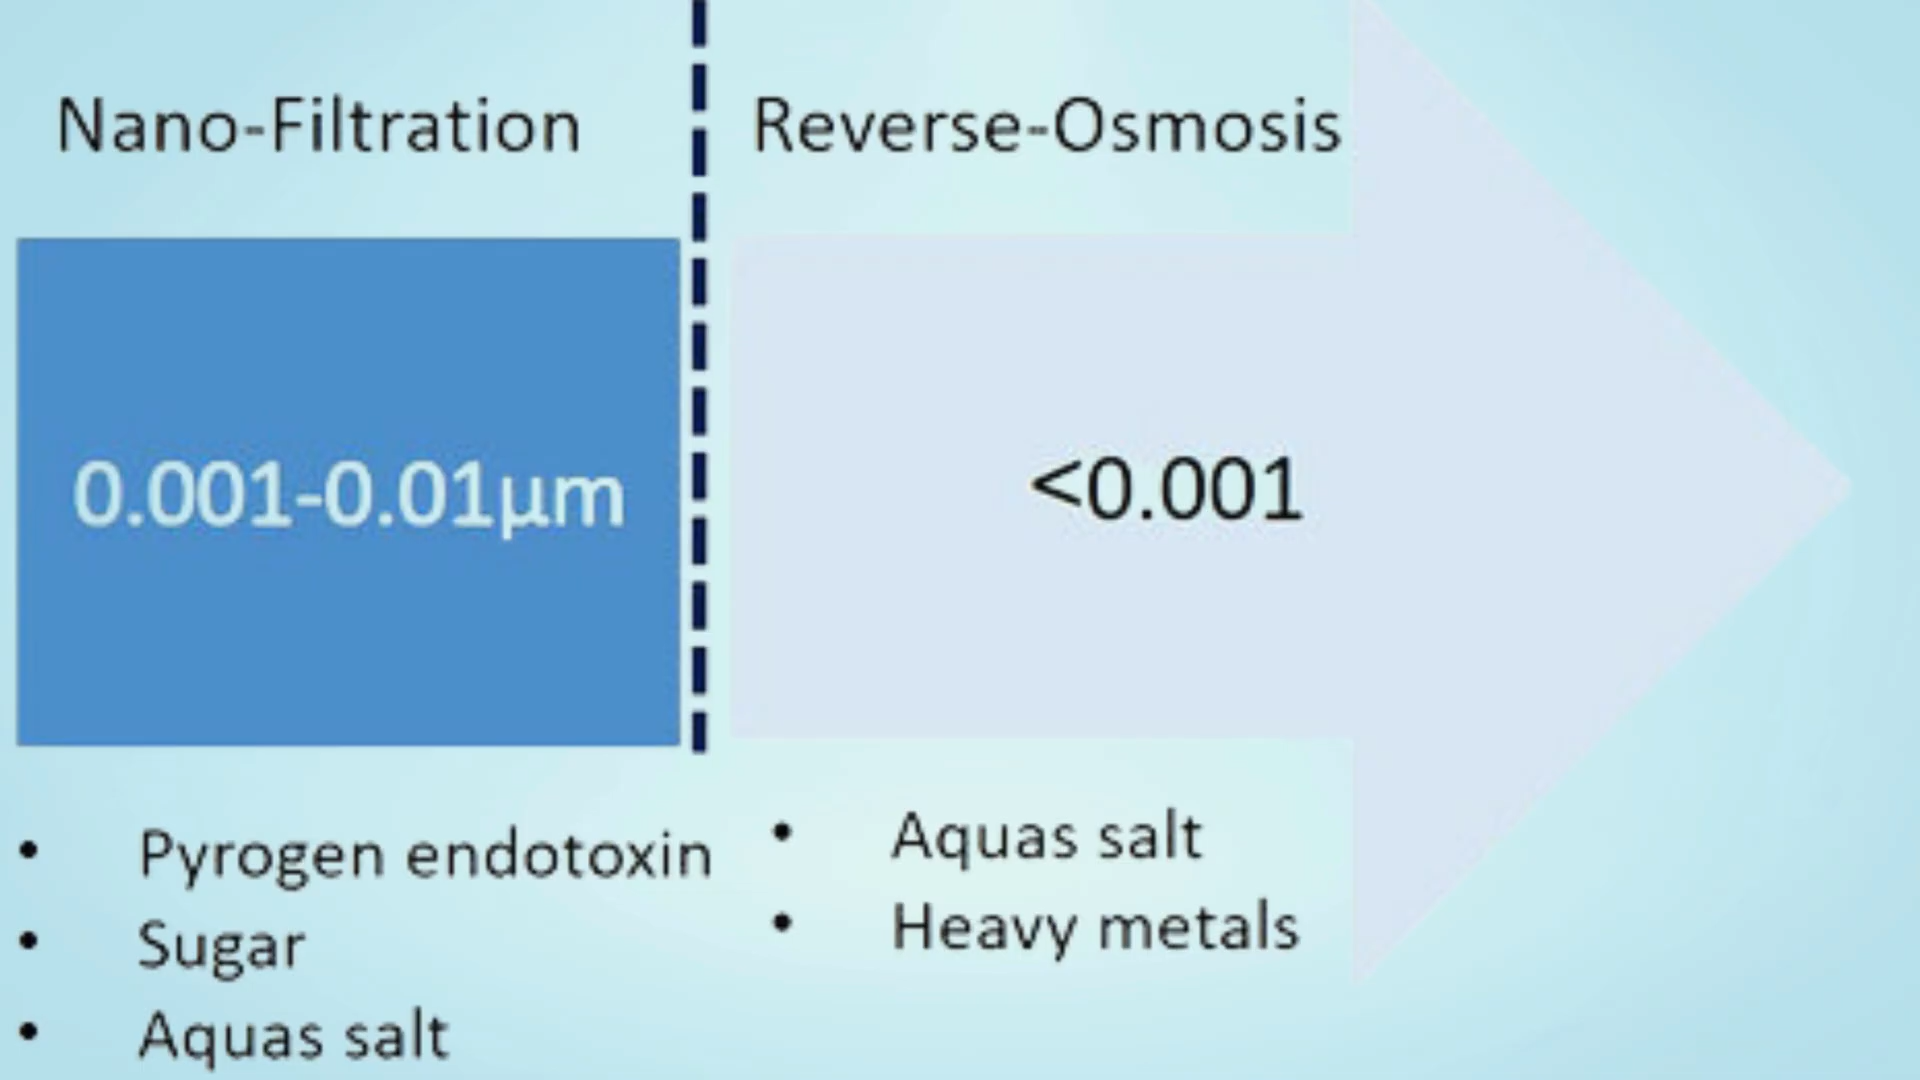 Nano-Filtration
0.001-0.01µm
• Pyrogen endotoxin
• Sugar
• Aquas salt
Reverse-Osmosis
<0.001
• Aquas salt
• Heavy metals